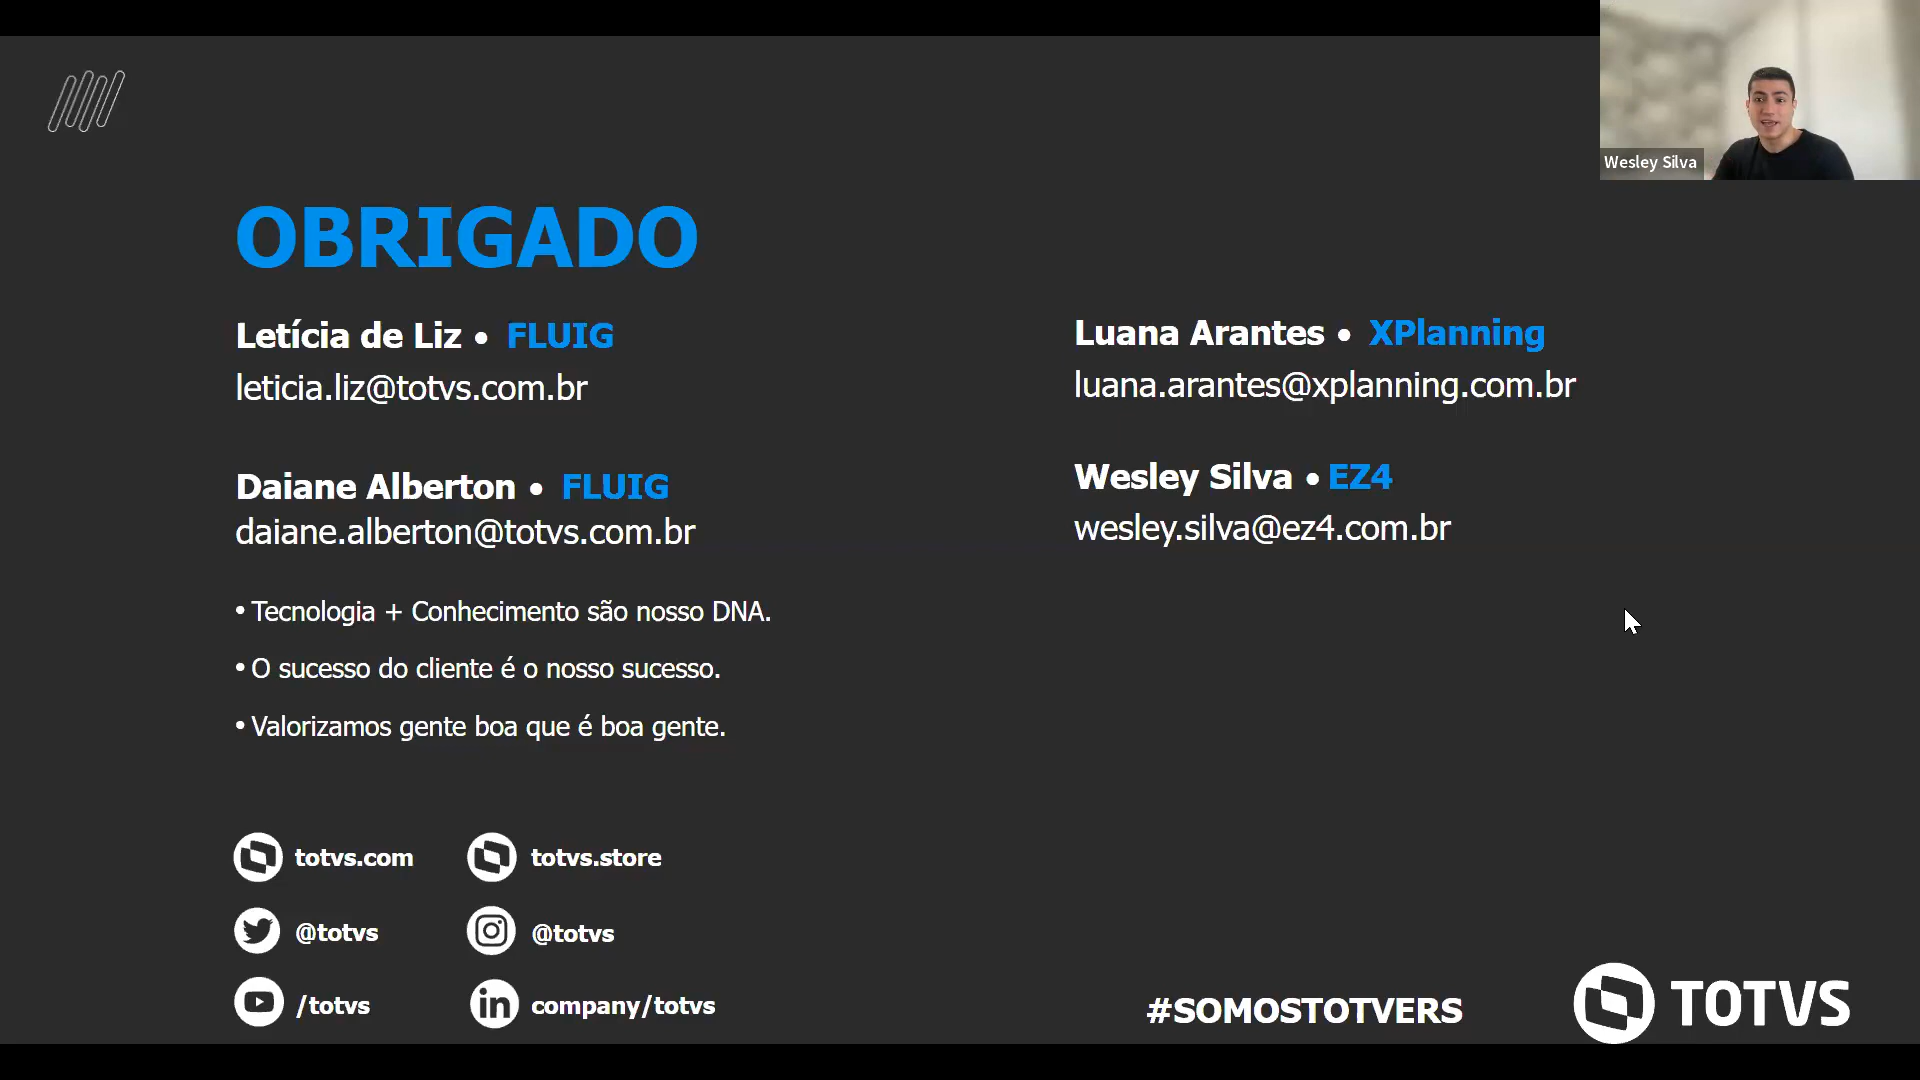 Wesley Silva
OBRIGADO
Letícia de Liz • FLUIG
leticia.liz@totvs.com.br
Daiane Alberton • FLUIG
daiane.alberton@totvs.com.br
Luana Arantes • XPlanning
luana.arantes@xplanning.com.br
Wesley Silva • EZ4
wesley.silva@ez4.com.br
• Tecnologia + Conhecimento são nosso DNA.
• O sucesso do cliente é o nosso sucesso.
• Valorizamos gente boa que é boa gente.
totvs.com
totvs.store
@totvs
@totvs
/totvs
in company/totvs
#SOMOSTOTVERS
TOTVS